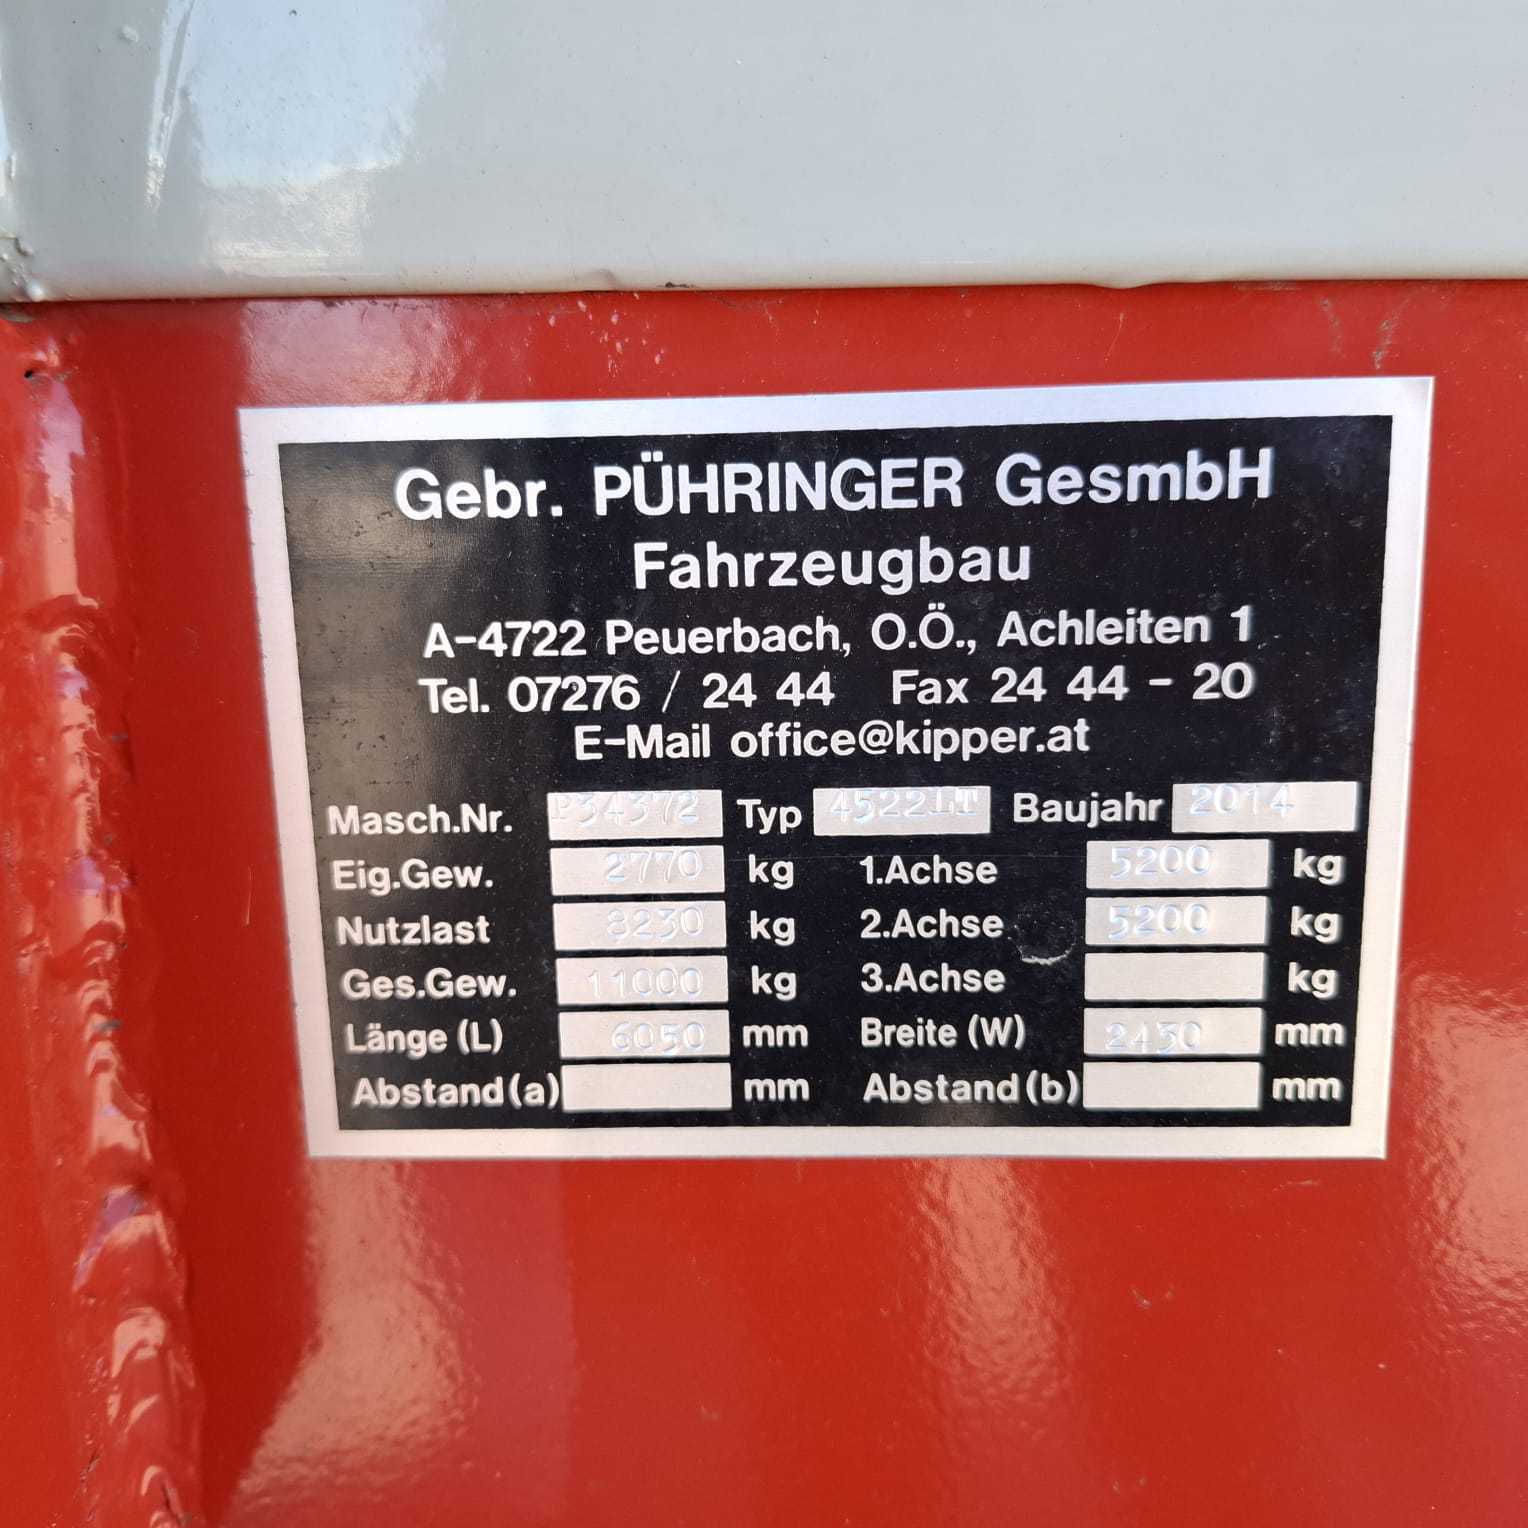 Gebr. PÜHRINGER GesmbH
Fahrzeugbau
A-4722 Peuerbach, O.Ö., Achleiten 1
Tel. 07276 / 24 44 Fax 24 44 - 20
E-Mail office@kipper.at
Masch.Nr. P34372 Typ 4522LT Baujahr 2014
Eig.Gew. 2770 kg 1.Achse 5200 kg
Nutzlast 8230 kg 2.Achse 5200 kg
Ges.Gew. 11000 kg 3.Achse kg
Länge (L) 6050 mm Breite (W) 2430 mm
Abstand (a) mm Abstand (b) mm